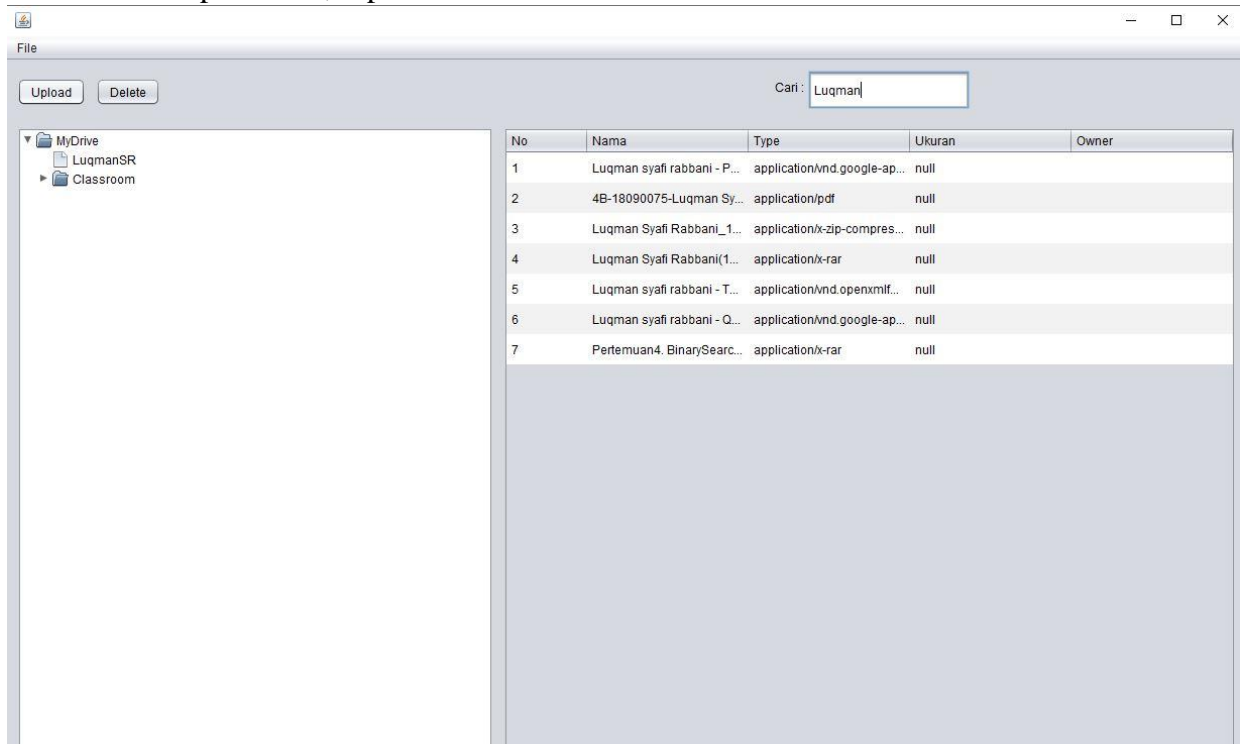 File
Upload Delete Cari : Luqman
MyDrive
LuqmanSR
Classroom
No Nama Type Ukuran Owner
1 Luqman syafi rabbani - P... application/vnd.google-ap... null
2 4B-18090075-Luqman Sy... application/pdf null
3 Luqman Syafi Rabbani_1... application/x-zip-compres... null
4 Luqman Syafi Rabbani(1... application/x-rar null
5 Luqman syafi rabbani - T... application/vnd.openxmlf... null
6 Luqman syafi rabbani - Q... application/vnd.google-ap... null
7 Pertemuan4. BinarySearc... application/x-rar null